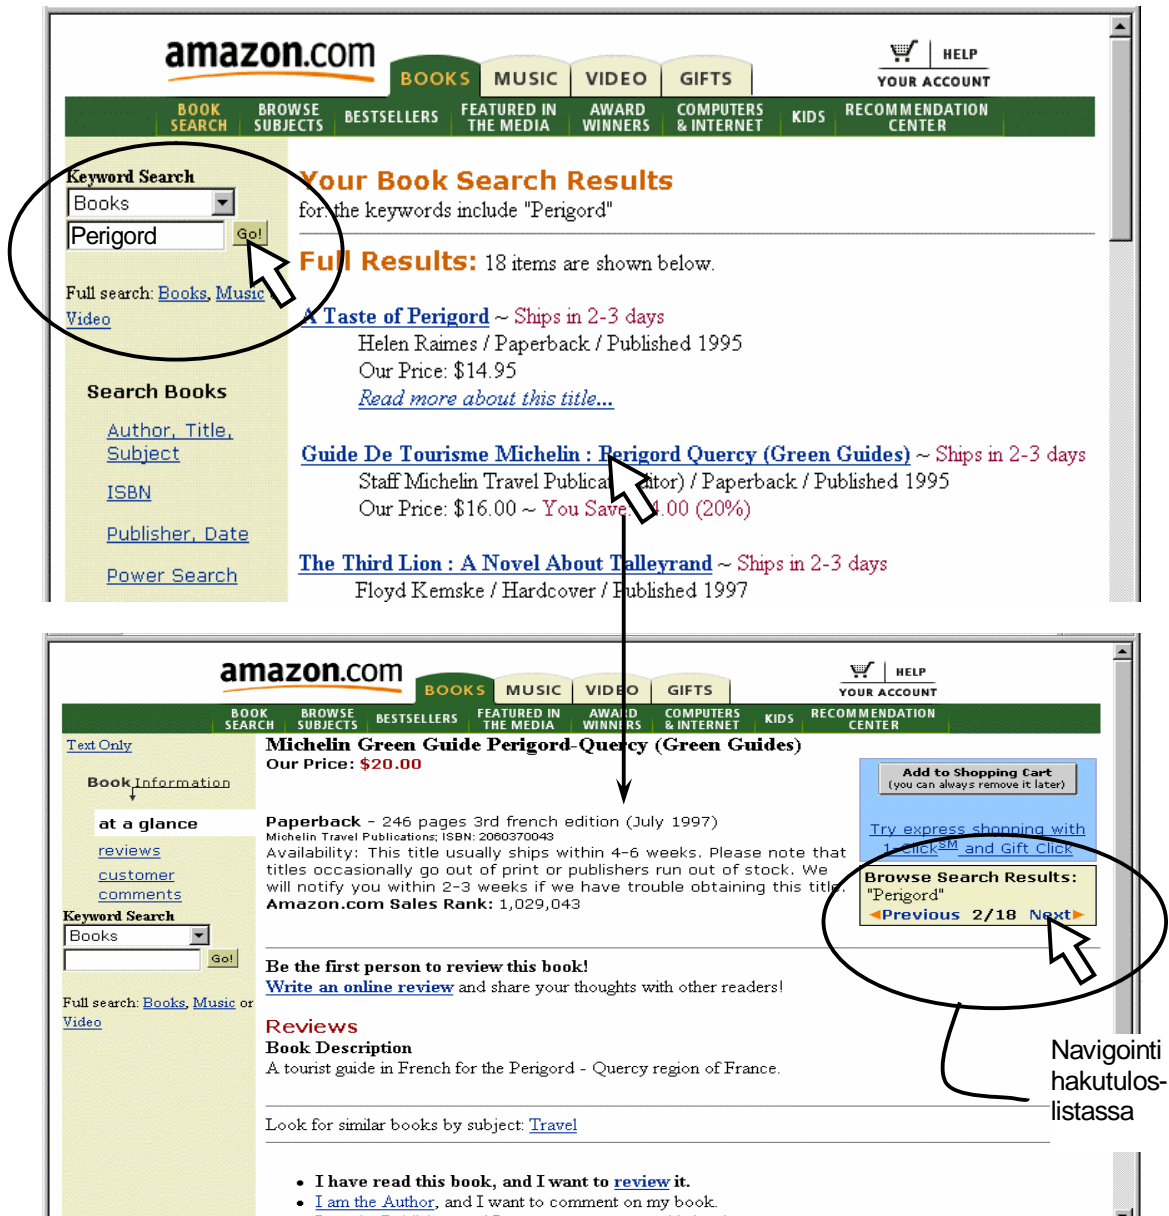 amazon.com
BOOKS MUSIC VIDEO GIFTS
HELP
YOUR ACCOUNT
BOOK SEARCH BROWSE SUBJECTS BESTSELLERS FEATURED IN THE MEDIA AWARD WINNERS COMPUTERS & INTERNET KIDS RECOMMENDATION CENTER
Keyword Search
Books
Perigord Go!
Full search: Books, Music
Video
Search Books
Author, Title,
Subject
ISBN
Publisher, Date
Power Search
Your Book Search Results
for: the keywords include "Perigord"
Full Results: 18 items are shown below.
A Taste of Perigord ~ Ships in 2-3 days
Helen Raimes / Paperback / Published 1995
Our Price: $14.95
Read more about this title...
Guide De Tourisme Michelin : Perigord Quercy (Green Guides) ~ Ships in 2-3 days
Staff Michelin Travel Publicat ditor) / Paperback / Published 1995
Our Price: $16.00 ~ You Save: 4.00 (20%)
The Third Lion : A Novel About Talleyrand ~ Ships in 2-3 days
Floyd Kemske / Hardcover / Published 1997
amazon.com
BOOKS MUSIC VIDEO GIFTS
HELP
YOUR ACCOUNT
BOOK SEARCH BROWSE SUBJECTS BESTSELLERS FEATURED IN THE MEDIA AWARD WINNERS COMPUTERS & INTERNET KIDS RECOMMENDATION CENTER
Text Only
Book Information
at a glance
reviews
customer
comments
Keyword Search
Books
Go!
Full search: Books, Music or
Video
Michelin Green Guide Perigord-Quercy (Green Guides)
Our Price: $20.00
Paperback - 246 pages 3rd french edition (July 1997)
Michelin Travel Publications; ISBN: 2060370043
Availability: This title usually ships within 4-6 weeks. Please note that
titles occasionally go out of print or publishers run out of stock. We
will notify you within 2-3 weeks if we have trouble obtaining this title.
Amazon.com Sales Rank: 1,029,043
Add to Shopping Cart
(you can always remove it later)
Try express shopping with
1-Click SM and Gift Click
Browse Search Results:
"Perigord"
Previous 2/18 Next
Be the first person to review this book!
Write an online review and share your thoughts with other readers!
Reviews
Book Description
A tourist guide in French for the Perigord - Quercy region of France.
Navigointi
hakutulos-
listassa
Look for similar books by subject: Travel
• I have read this book, and I want to review it.
• I am the Author, and I want to comment on my book.